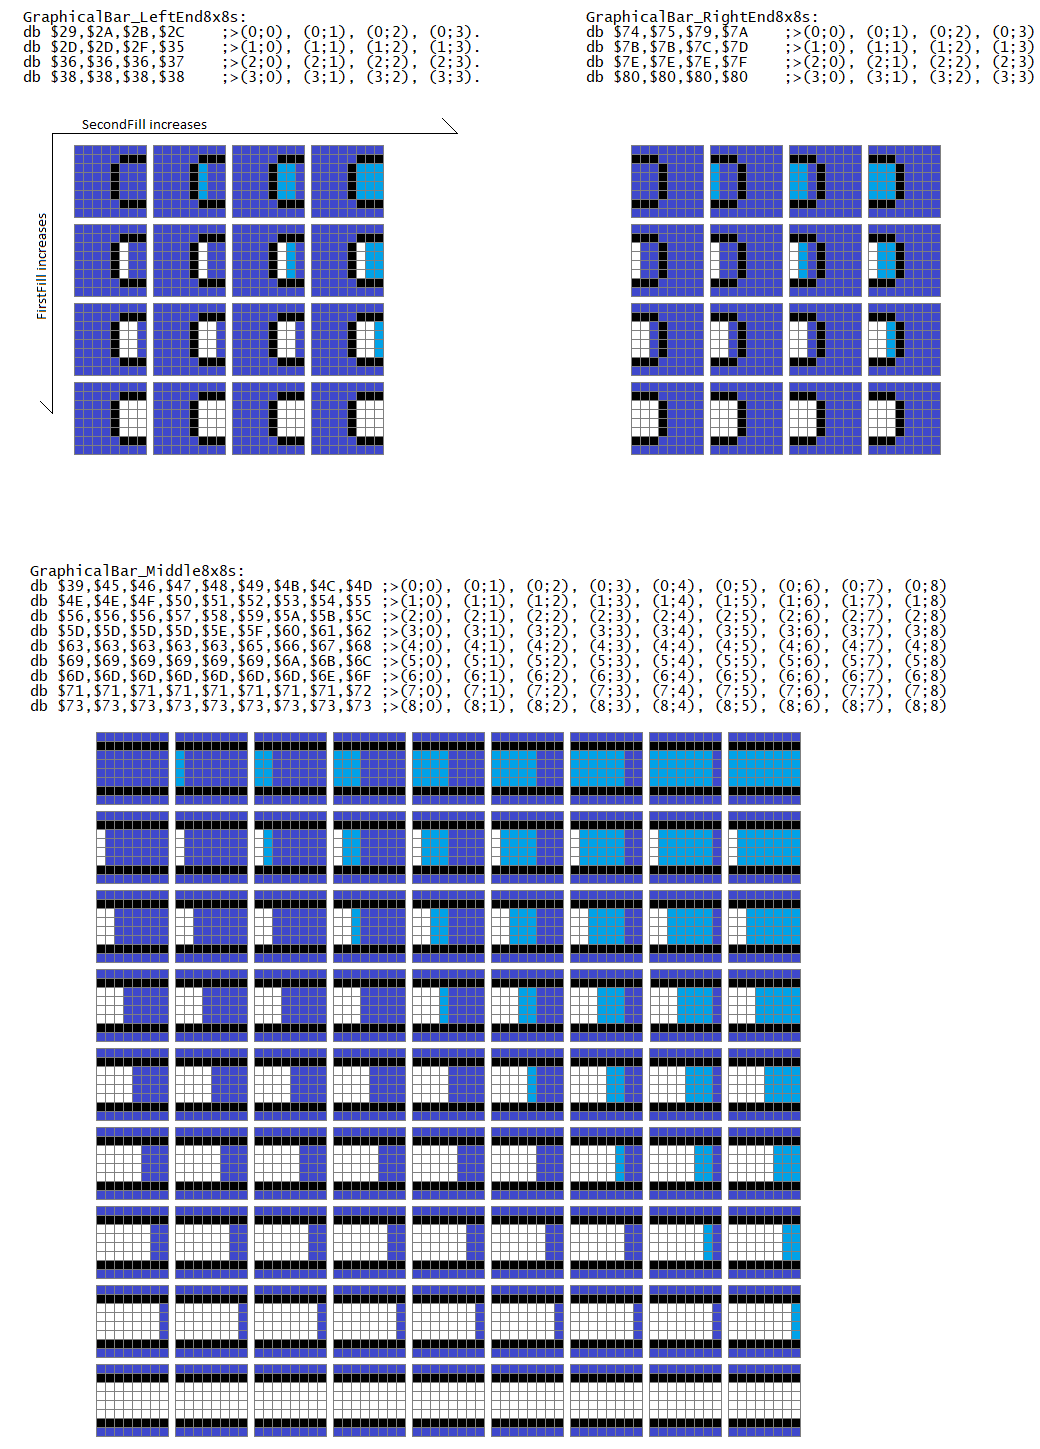 GraphicalBar_LeftEnd8x8s:
db $29,$2A,$2B,$2C ;>(0;0), (0;1), (0;2), (0;3).
db $2D,$2D,$2F,$35 ;>(1;0), (1;1), (1;2), (1;3).
db $36,$36,$36,$37 ;>(2;0), (2;1), (2;2), (2;3).
db $38,$38,$38,$38 ;>(3;0), (3;1), (3;2), (3;3).
GraphicalBar_RightEnd8x8s:
db $74,$75,$79,$7A ;>(0;0), (0;1), (0;2), (0;3)
db $7B,$7B,$7C,$7D ;>(1;0), (1;1), (1;2), (1;3)
db $7E,$7E,$7E,$7F ;>(2;0), (2;1), (2;2), (2;3)
db $80,$80,$80,$80 ;>(3;0), (3;1), (3;2), (3;3)
SecondFill increases
FirstFill increases
GraphicalBar_Middle8x8s:
db $39,$45,$46,$47,$48,$49,$4B,$4C,$4D ;>(0;0), (0;1), (0;2), (0;3), (0;4), (0;5), (0;6), (0;7), (0;8)
db $4E,$4E,$4F,$50,$51,$52,$53,$54,$55 ;>(1;0), (1;1), (1;2), (1;3), (1;4), (1;5), (1;6), (1;7), (1;8)
db $56,$56,$56,$57,$58,$59,$5A,$5B,$5C ;>(2;0), (2;1), (2;2), (2;3), (2;4), (2;5), (2;6), (2;7), (2;8)
db $5D,$5D,$5D,$5D,$5E,$5F,$60,$61,$62 ;>(3;0), (3;1), (3;2), (3;3), (3;4), (3;5), (3;6), (3;7), (3;8)
db $63,$63,$63,$63,$63,$65,$66,$67,$68 ;>(4;0), (4;1), (4;2), (4;3), (4;4), (4;5), (4;6), (4;7), (4;8)
db $69,$69,$69,$69,$69,$69,$6A,$6B,$6C ;>(5;0), (5;1), (5;2), (5;3), (5;4), (5;5), (5;6), (5;7), (5;8)
db $6D,$6D,$6D,$6D,$6D,$6D,$6D,$6E,$6F ;>(6;0), (6;1), (6;2), (6;3), (6;4), (6;5), (6;6), (6;7), (6;8)
db $71,$71,$71,$71,$71,$71,$71,$71,$72 ;>(7;0), (7;1), (7;2), (7;3), (7;4), (7;5), (7;6), (7;7), (7;8)
db $73,$73,$73,$73,$73,$73,$73,$73,$73 ;>(8;0), (8;1), (8;2), (8;3), (8;4), (8;5), (8;6), (8;7), (8;8)